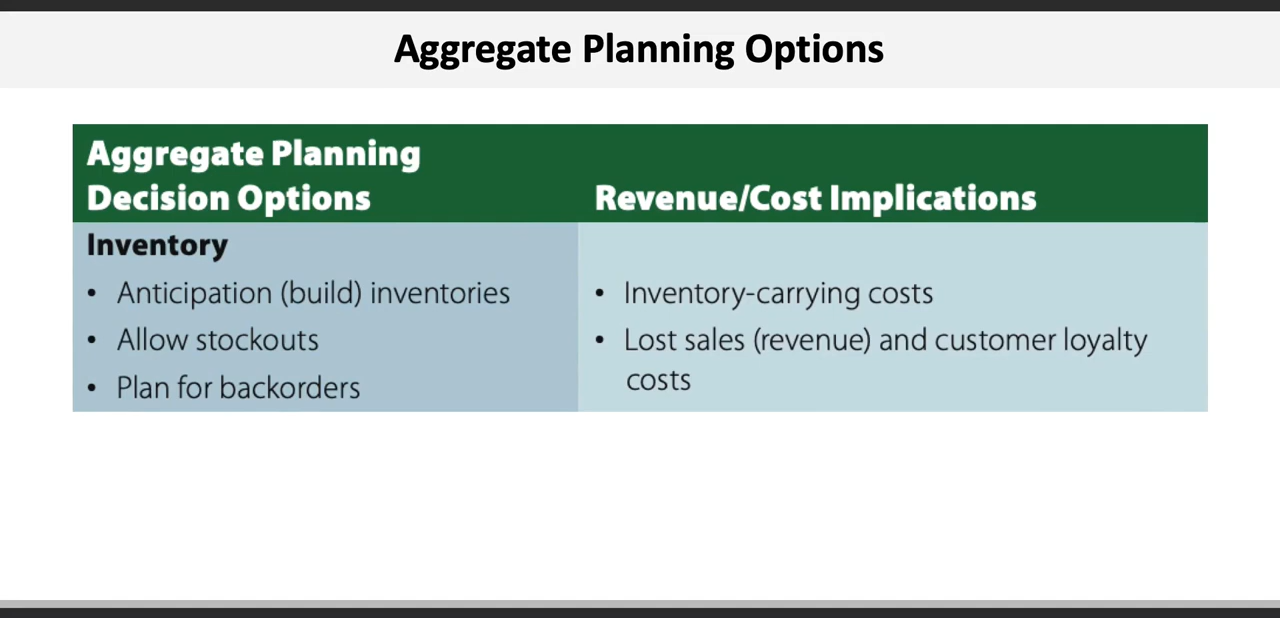 Aggregate Planning Options
Aggregate Planning
Decision Options
Revenue/Cost Implications
Inventory
• Anticipation (build) inventories
• Allow stockouts
• Plan for backorders
• Inventory-carrying costs
• Lost sales (revenue) and customer loyalty
costs